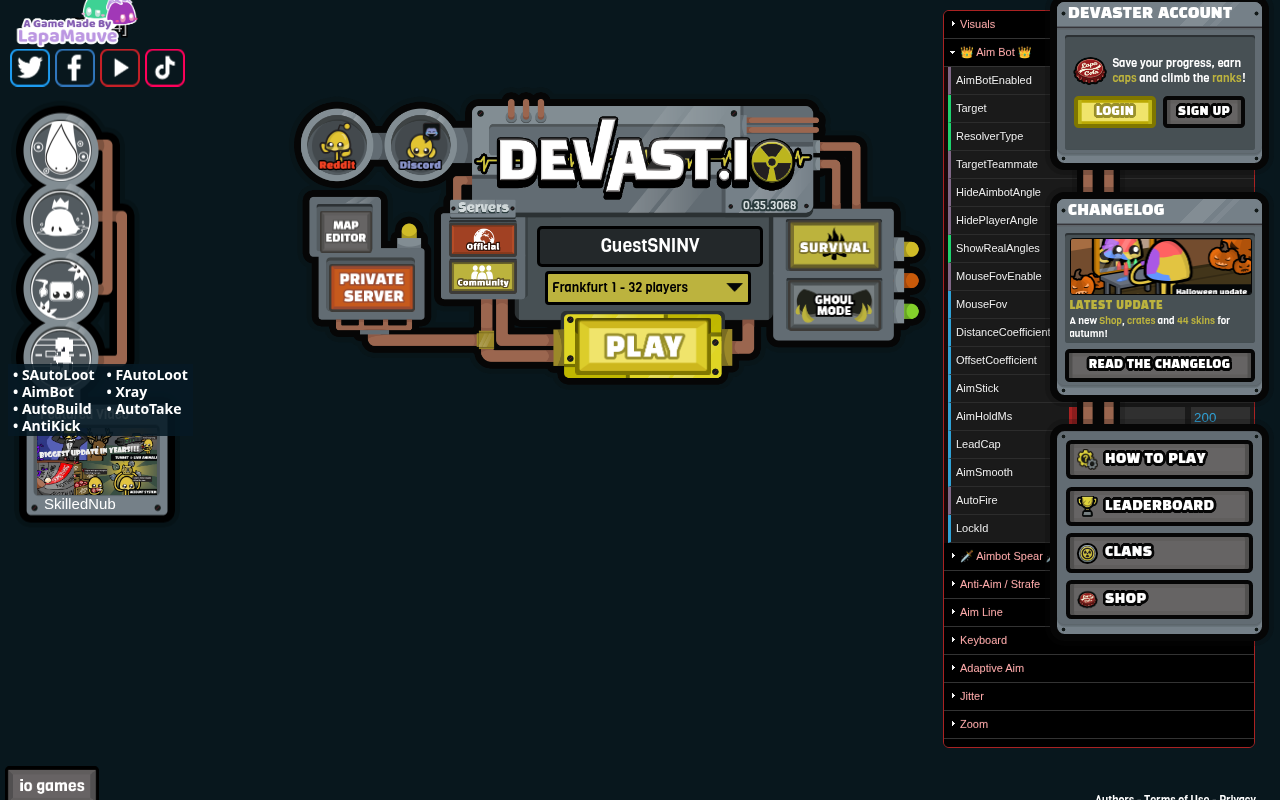 A Game Made By
LapaMauve
Reddit
Discord
DEVAST.IO
0.35.3068
MAP
EDITOR
PRIVATE
SERVER
Servers
Official
Community
GuestSNINV
Frankfurt 1 - 32 players
PLAY
SURVIVAL
GHOUL
MODE
• SAutoLoot • FAutoLoot
• AimBot • Xray
• AutoBuild • AutoTake
• AntiKick
BIGGEST UPDATE IN YEARS!!!!
SkilledNub
io games
Visuals
👑 Aim Bot 👑
AimBotEnabled
Target
ResolverType
TargetTeammate
HideAimbotAngle
HidePlayerAngle
ShowRealAngles
MouseFovEnable
MouseFov
DistanceCoefficient
OffsetCoefficient
AimStick
AimHoldMs
200
LeadCap
AimSmooth
AutoFire
LockId
🗡️ Aimbot Spear
Anti-Aim / Strafe
Aim Line
Keyboard
Adaptive Aim
Jitter
Zoom
DEVASTER ACCOUNT
Save your progress, earn
caps and climb the ranks!
LOGIN
SIGN UP
CHANGELOG
Halloween update
LATEST UPDATE
A new Shop, crates and 44 skins for
autumn!
READ THE CHANGELOG
HOW TO PLAY
LEADERBOARD
CLANS
SHOP
Authors - Terms of Use - Privacy